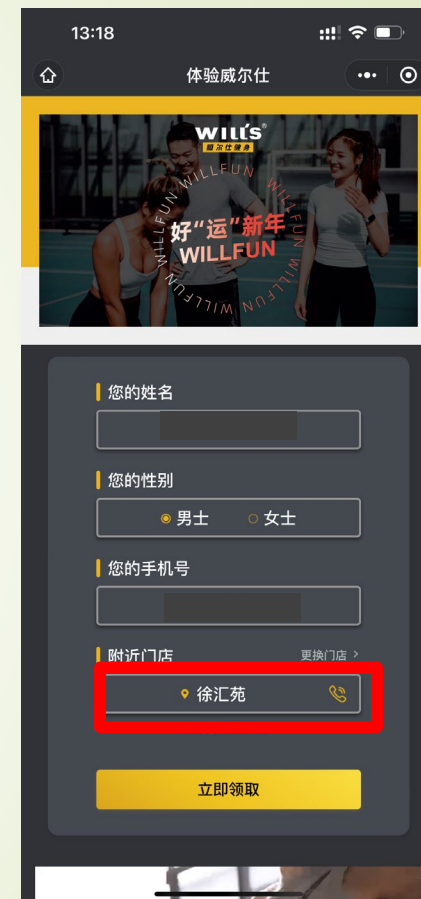 13:18
体验威尔仕
WILL'S
威尔仕健身
WILLFUN WILLFUN WILLFUN WILLFUN
好“运”新年
WILLFUN
您的姓名
您的性别
男士 女士
您的手机号
附近门店 更换门店 >
徐汇苑
立即领取